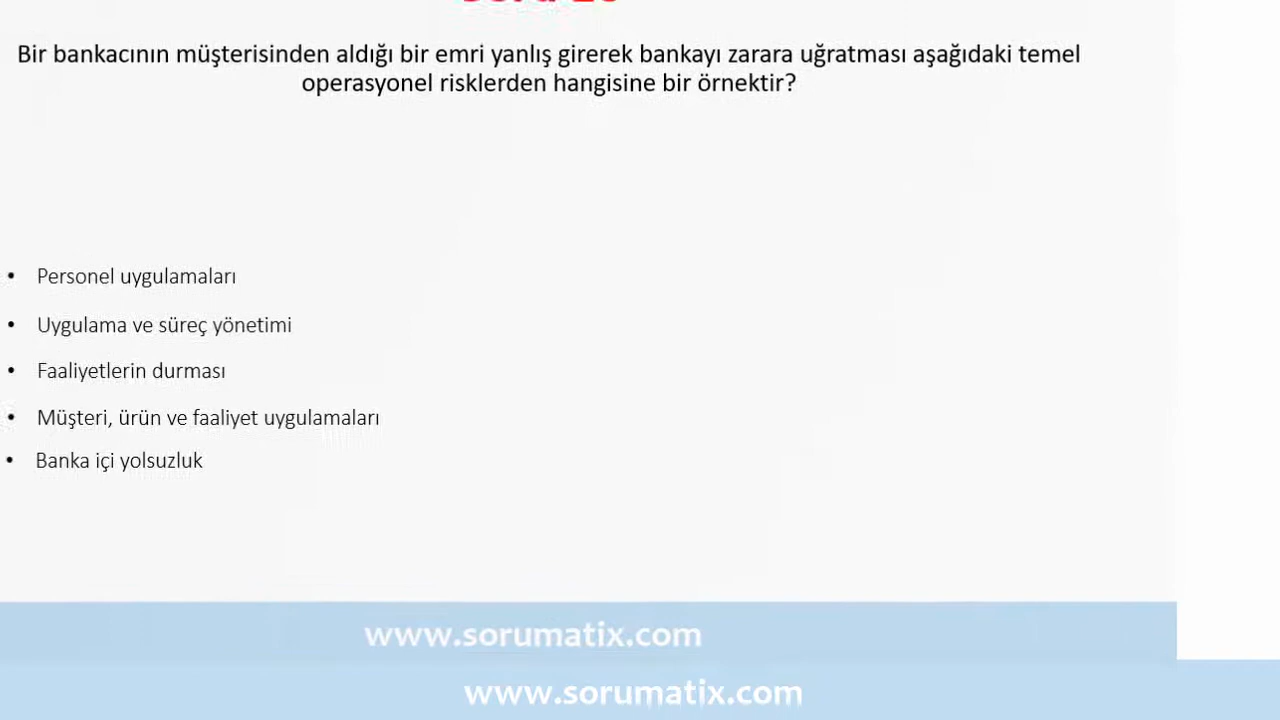 Bir bankacının müşterisinden aldığı bir emri yanlış girerek bankayı zarara uğratması aşağıdaki temel
operasyonel risklerden hangisine bir örnektir?
• Personel uygulamaları
• Uygulama ve süreç yönetimi
• Faaliyetlerin durması
• Müşteri, ürün ve faaliyet uygulamaları
• Banka içi yolsuzluk
www.sorumatix.com
www.sorumatix.com